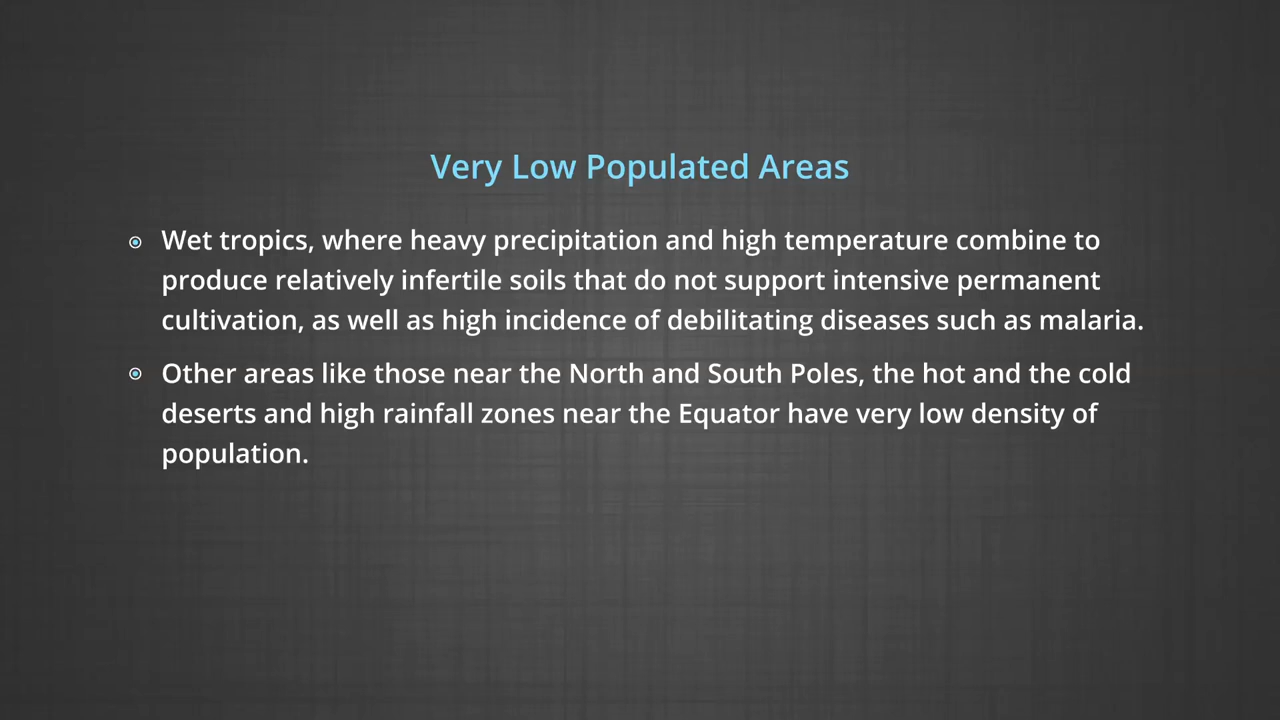 Very Low Populated Areas
Wet tropics, where heavy precipitation and high temperature combine to
produce relatively infertile soils that do not support intensive permanent
cultivation, as well as high incidence of debilitating diseases such as malaria.
Other areas like those near the North and South Poles, the hot and the cold
deserts and high rainfall zones near the Equator have very low density of
population.